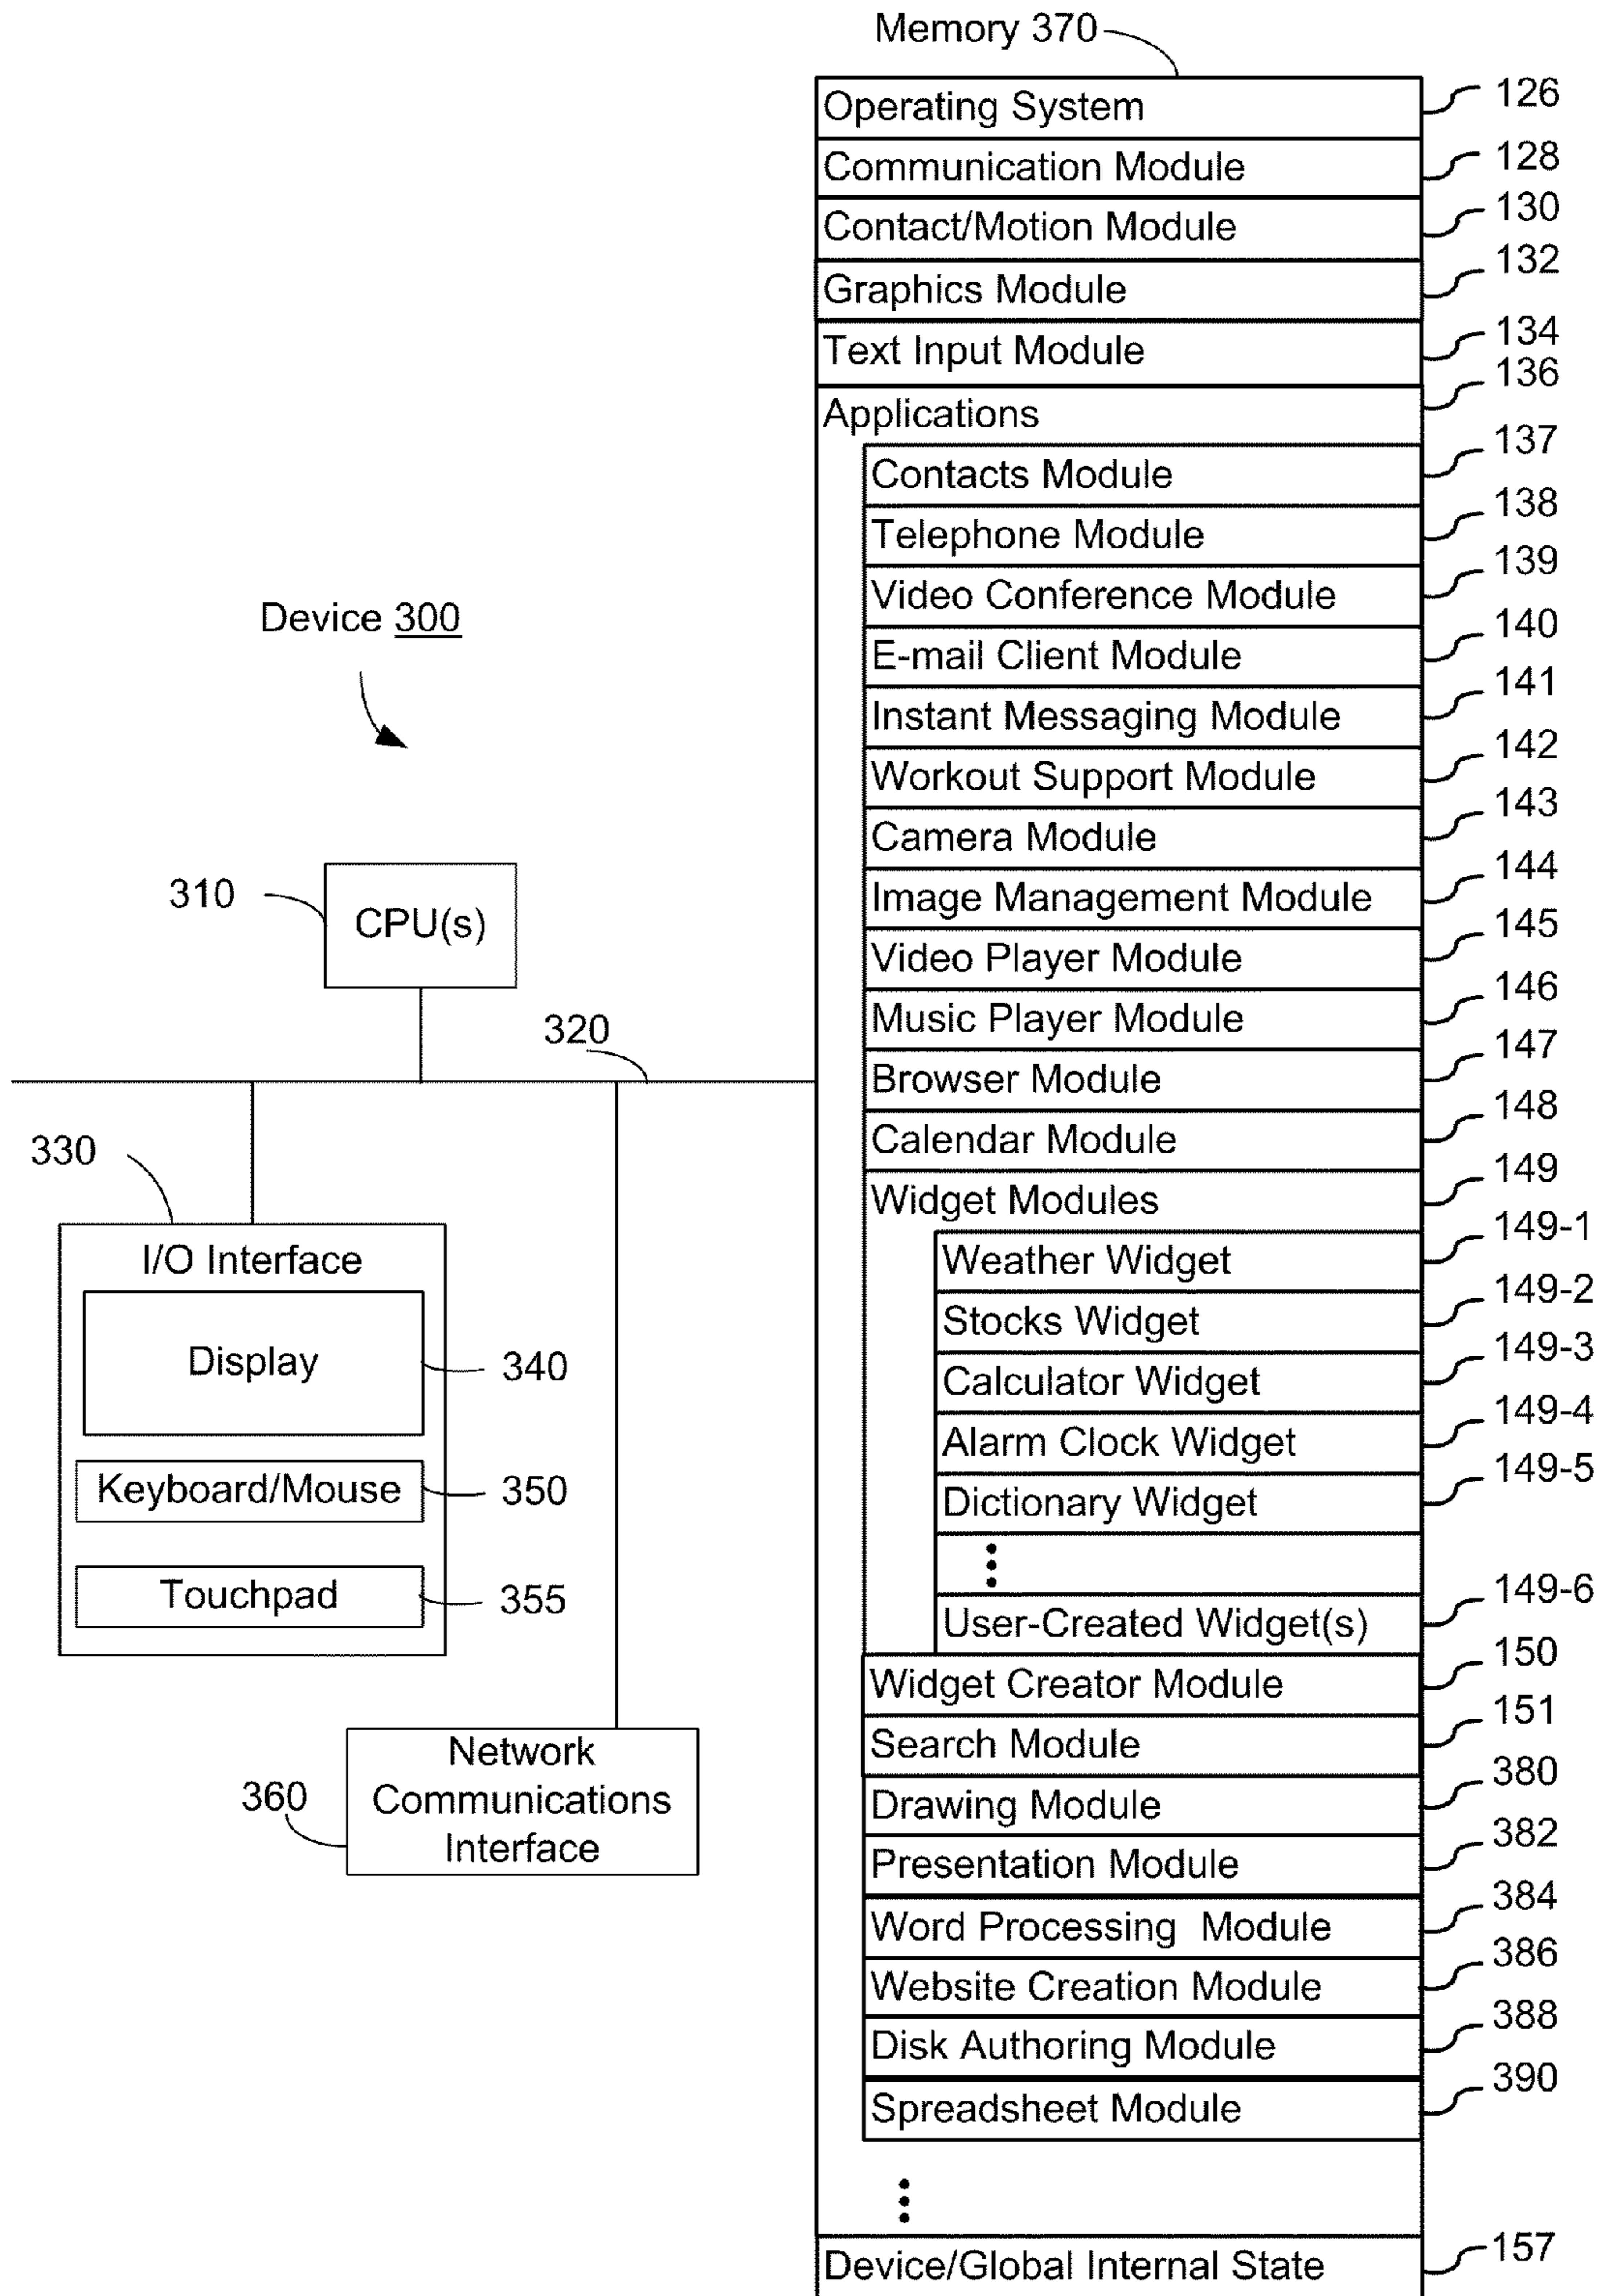 Memory 370
Operating System 126
Communication Module 128
Contact/Motion Module 130
Graphics Module 132
Text Input Module 134
Applications 136
Contacts Module 137
Telephone Module 138
Video Conference Module 139
E-mail Client Module 140
Instant Messaging Module 141
Workout Support Module 142
Camera Module 143
Image Management Module 144
Video Player Module 145
Music Player Module 146
Browser Module 147
Calendar Module 148
Widget Modules 149
Weather Widget 149-1
Stocks Widget 149-2
Calculator Widget 149-3
Alarm Clock Widget 149-4
Dictionary Widget 149-5
User-Created Widget(s) 149-6
Widget Creator Module 150
Search Module 151
Drawing Module 380
Presentation Module 382
Word Processing Module 384
Website Creation Module 386
Disk Authoring Module 388
Spreadsheet Module 390
Device/Global Internal State 157
Device 300
310
CPU(s)
320
330
I/O Interface
Display 340
Keyboard/Mouse 350
Touchpad 355
360
Network
Communications
Interface